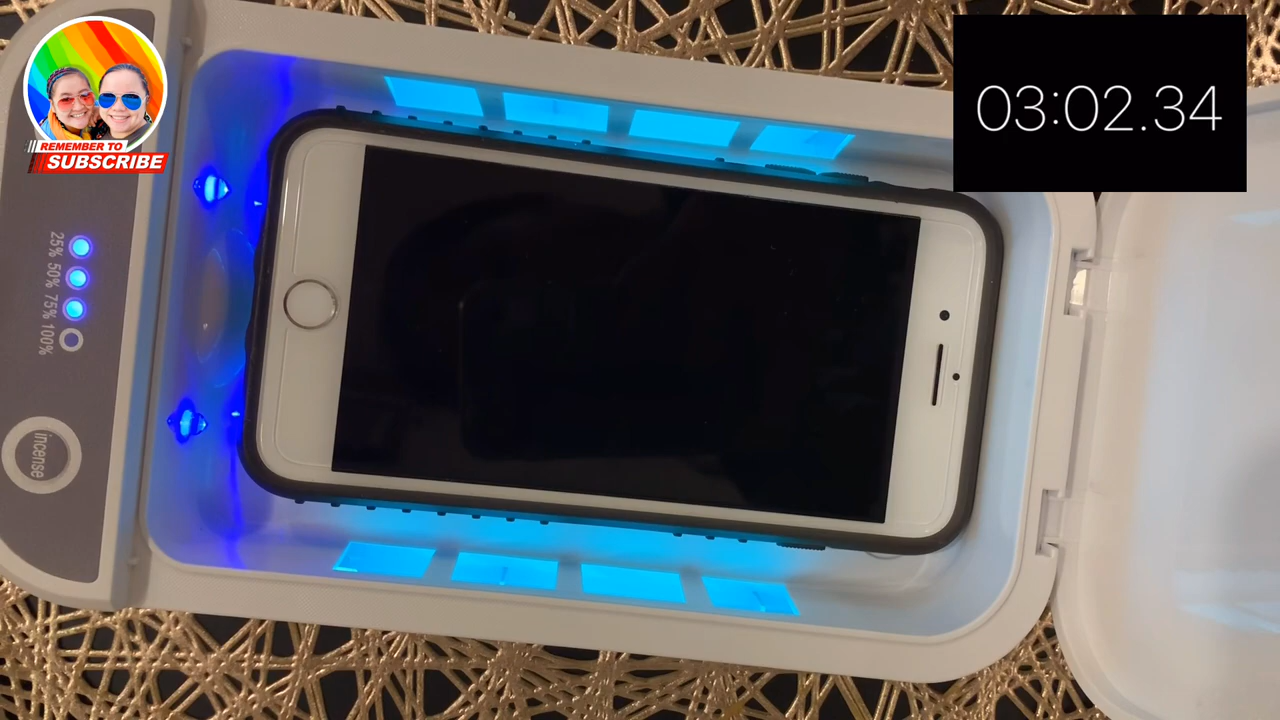 REMEMBER TO
SUBSCRIBE
03:02.34
25% 50% 75% 100%
incense